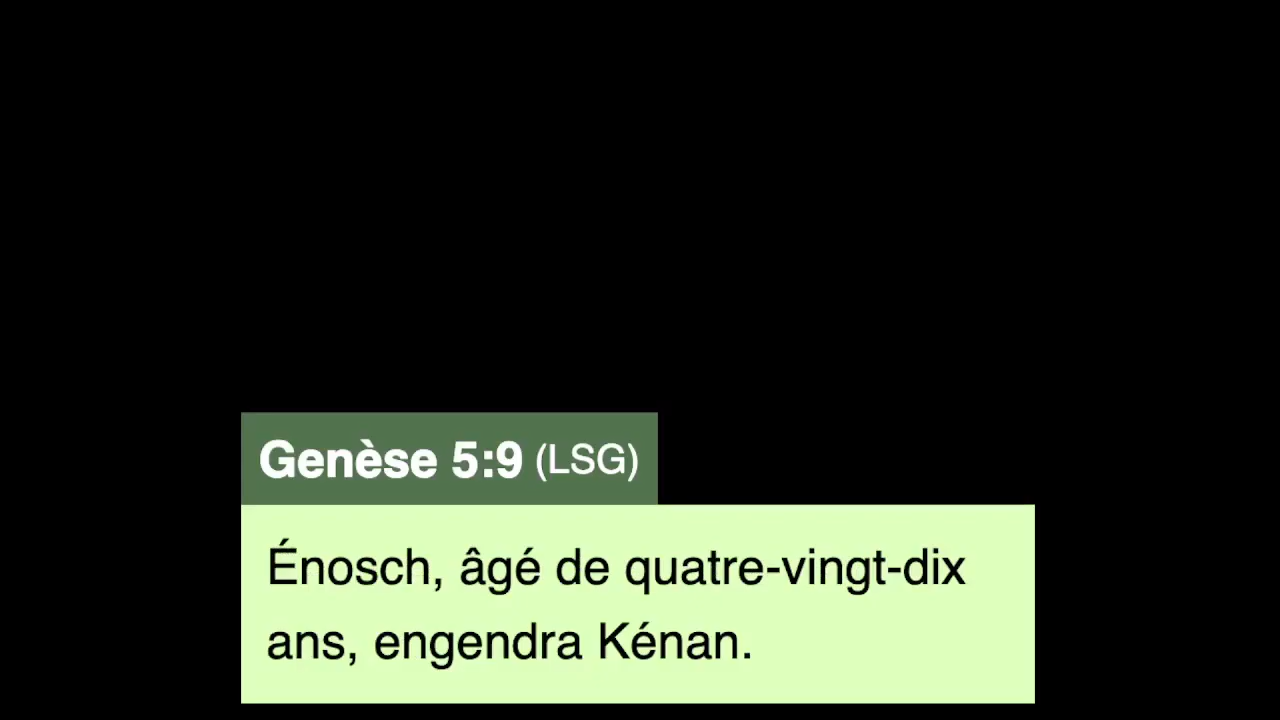 Genèse 5:9 (LSG)
Énosch, âgé de quatre-vingt-dix
ans, engendra Kénan.